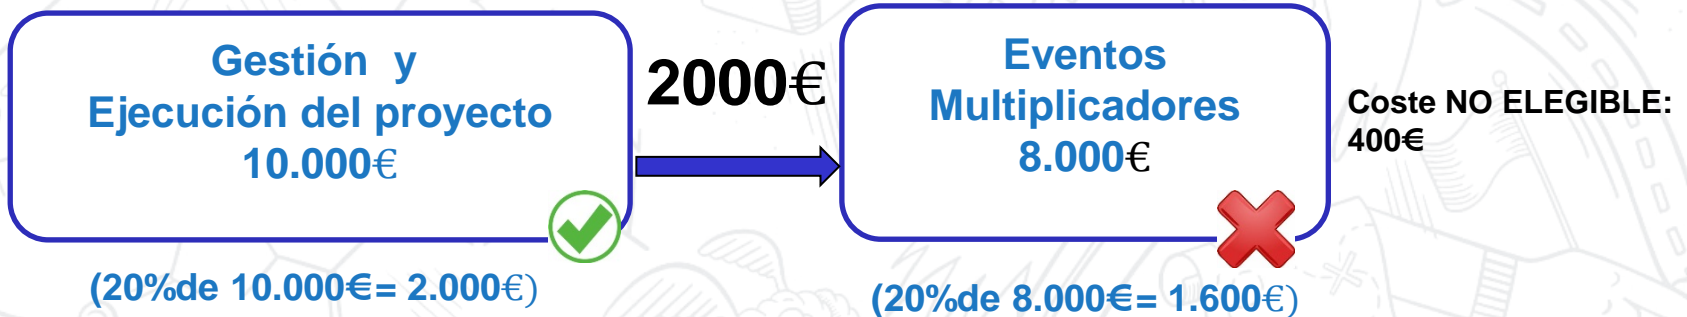 Gestión y
Ejecución del proyecto
10.000€
(20%de 10.000€= 2.000€)
2000€
Eventos
Multiplicadores
8.000€
(20%de 8.000€= 1.600€)
Coste NO ELEGIBLE:
400€